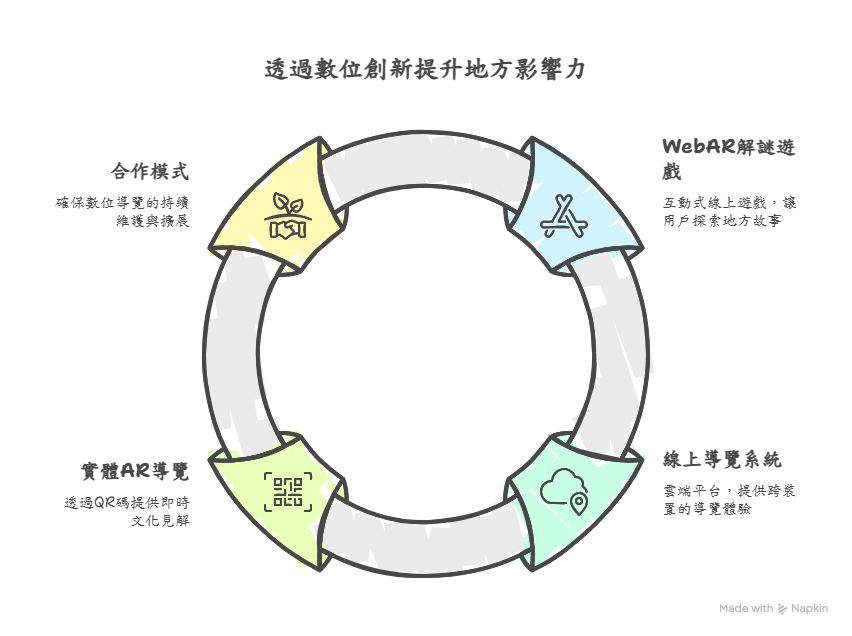 透過數位創新提升地方影響力
合作模式
確保數位導覽的持續
維護與擴展
WebAR解謎遊
戲
互動式線上遊戲，讓
用戶探索地方故事
實體AR導覽
透過QR碼提供即時
文化見解
線上導覽系統
雲端平台，提供跨裝
置的導覽體驗
Made with Napkin